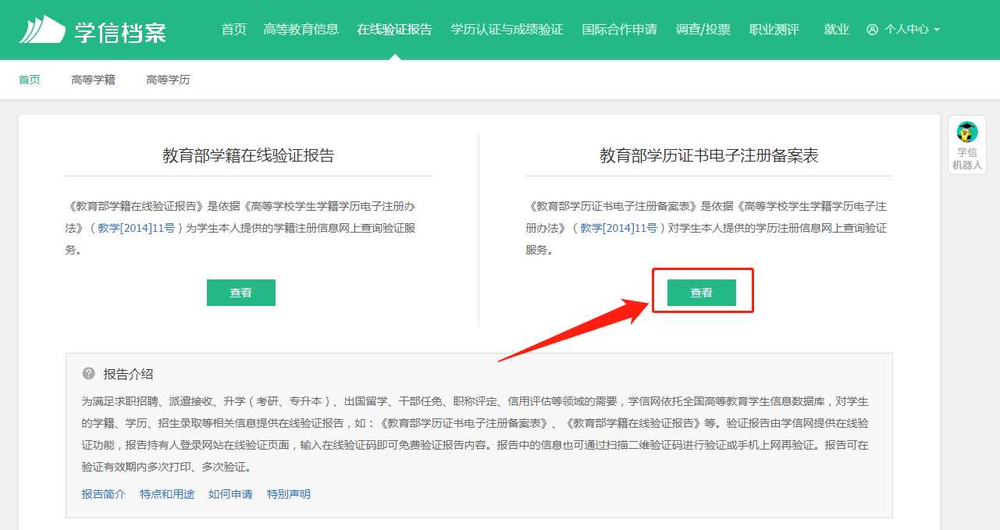 学信档案
首页 高等教育信息 在线验证报告 学历认证与成绩验证 国际合作申请 调查/投票 职业测评 就业 个人中心
首页 高等学籍 高等学历
教育部学籍在线验证报告
《教育部学籍在线验证报告》是依据《高等学校学生学籍学历电子注册办
法》（教学[2014]11号）为学生本人提供的学籍注册信息网上查询验证服
务。
查看
教育部学历证书电子注册备案表
《教育部学历证书电子注册备案表》是依据《高等学校学生学籍学历电子注
册办法》（教学[2014]11号）对学生本人提供的学历注册信息网上查询验证
服务。
查看
学信
机器人
? 报告介绍
为满足求职招聘、派遣接收、升学（考研、专升本）、出国留学、干部任免、职称评定、信用评估等领域的需要，学信网依托全国高等教育学生信息数据库，对学生
的学籍、学历、招生录取等相关信息提供在线验证报告，如：《教育部学历证书电子注册备案表》、《教育部学籍在线验证报告》等。验证报告由学信网提供在线验
证功能，报告持有人登录网站在线验证页面，输入在线验证码即可免费验证报告内容。报告中的信息也可通过扫描二维验证码进行验证或手机上网再验证。报告可在
验证有效期内多次打印、多次验证。
报告简介 特点和用途 如何申请 特别声明